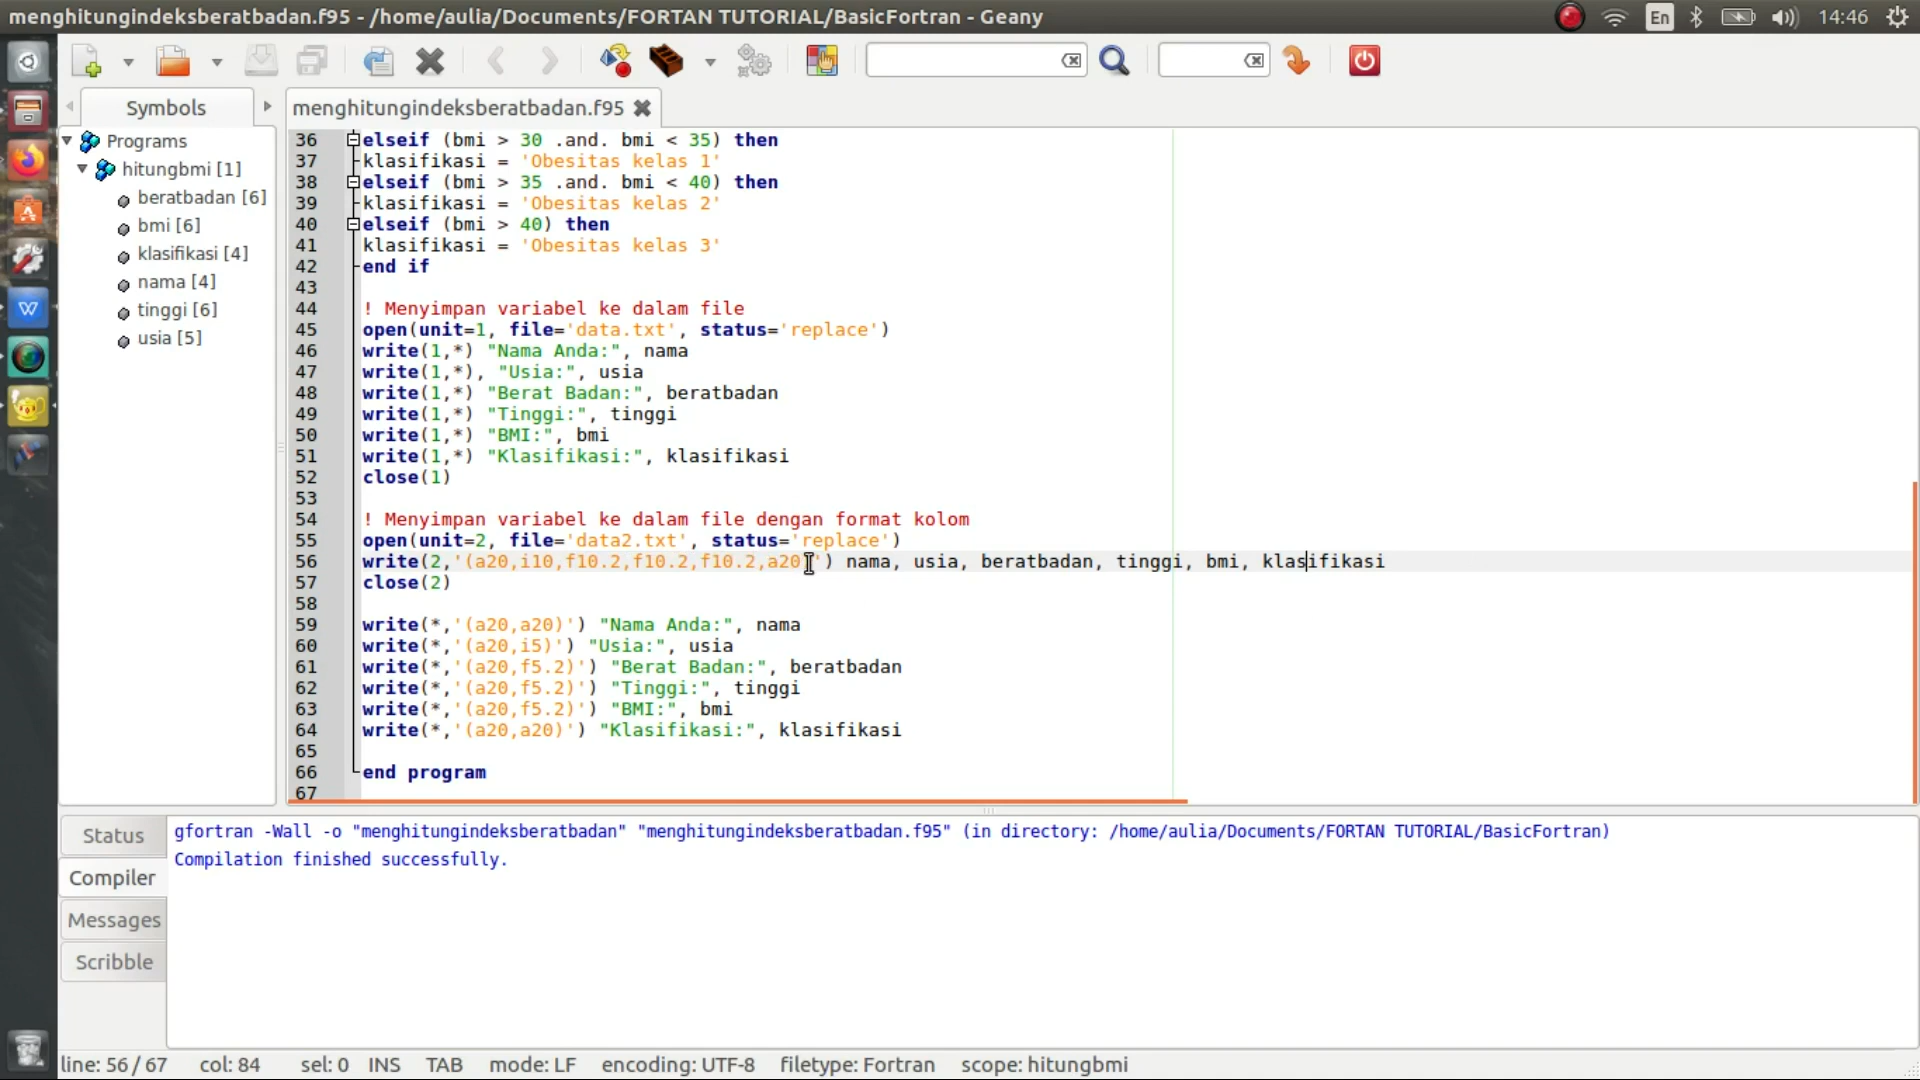 menghitungindeksberatbadan.f95 - /home/aulia/Documents/FORTAN TUTORIAL/BasicFortran - Geany
En
14:46
Symbols
menghitungindeksberatbadan.f95
Programs
hitungbmi [1]
beratbadan [6]
bmi [6]
klasifikasi [4]
nama [4]
tinggi [6]
usia [5]
36 elseif (bmi > 30 .and. bmi < 35) then
37 klasifikasi = 'Obesitas kelas 1'
38 elseif (bmi > 35 .and. bmi < 40) then
39 klasifikasi = 'Obesitas kelas 2'
40 elseif (bmi > 40) then
41 klasifikasi = 'Obesitas kelas 3'
42 end if
43
44 ! Menyimpan variabel ke dalam file
45 open(unit=1, file='data.txt', status='replace')
46 write(1,*) "Nama Anda:", nama
47 write(1,*), "Usia:", usia
48 write(1,*) "Berat Badan:", beratbadan
49 write(1,*) "Tinggi:", tinggi
50 write(1,*) "BMI:", bmi
51 write(1,*) "Klasifikasi:", klasifikasi
52 close(1)
53
54 ! Menyimpan variabel ke dalam file dengan format kolom
55 open(unit=2, file='data2.txt', status='replace')
56 write(2,'(a20,i10,f10.2,f10.2,f10.2,a20)') nama, usia, beratbadan, tinggi, bmi, klasifikasi
57 close(2)
58
59 write(*,'(a20,a20)') "Nama Anda:", nama
60 write(*,'(a20,i5)') "Usia:", usia
61 write(*,'(a20,f5.2)') "Berat Badan:", beratbadan
62 write(*,'(a20,f5.2)') "Tinggi:", tinggi
63 write(*,'(a20,f5.2)') "BMI:", bmi
64 write(*,'(a20,a20)') "Klasifikasi:", klasifikasi
65
66 end program
67
Status
Compiler
Messages
Scribble
gfortran -Wall -o "menghitungindeksberatbadan" "menghitungindeksberatbadan.f95" (in directory: /home/aulia/Documents/FORTAN TUTORIAL/BasicFortran)
Compilation finished successfully.
line: 56 / 67 col: 84 sel: 0 INS TAB mode: LF encoding: UTF-8 filetype: Fortran scope: hitungbmi